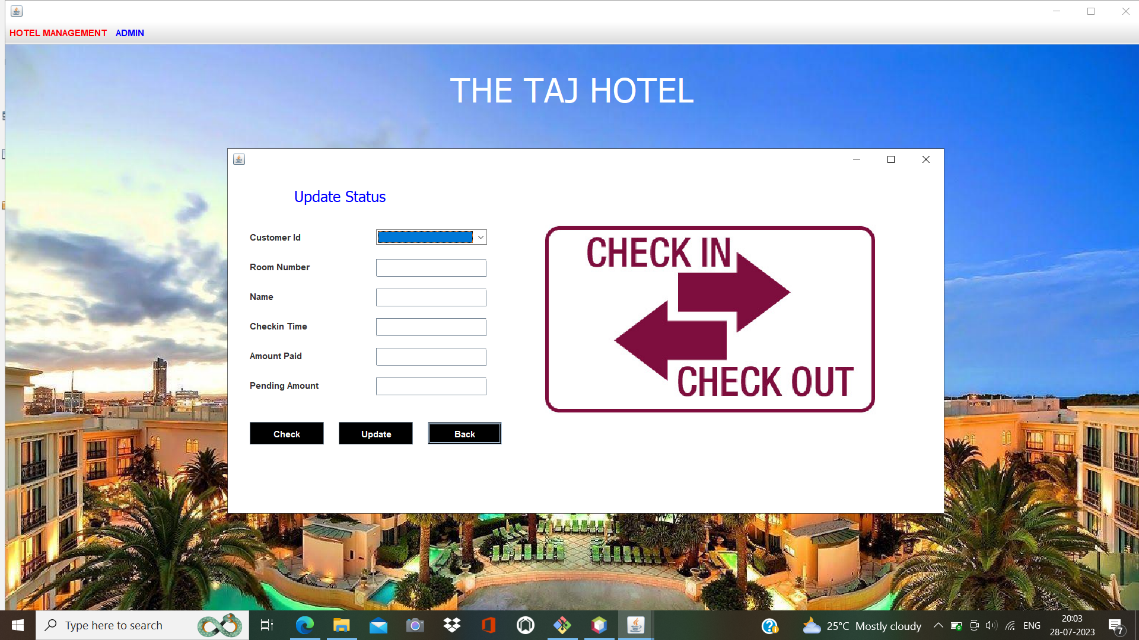 HOTEL MANAGEMENT ADMIN
THE TAJ HOTEL
Update Status
Customer Id
Room Number
Name
Checkin Time
Amount Paid
Pending Amount
Check Update Back
CHECK IN
CHECK OUT
Type here to search
25°C Mostly cloudy
ENG
20:03
28-07-2023
7